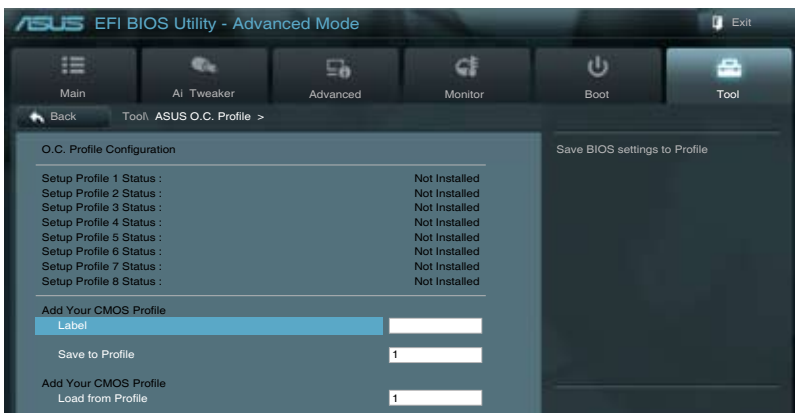 ASUS EFI BIOS Utility - Advanced Mode
Exit
Main
Ai Tweaker
Advanced
Monitor
Boot
Tool
Back
Tool\ ASUS O.C. Profile >
O.C. Profile Configuration
Save BIOS settings to Profile
Setup Profile 1 Status : Not Installed
Setup Profile 2 Status : Not Installed
Setup Profile 3 Status : Not Installed
Setup Profile 4 Status : Not Installed
Setup Profile 5 Status : Not Installed
Setup Profile 6 Status : Not Installed
Setup Profile 7 Status : Not Installed
Setup Profile 8 Status : Not Installed
Add Your CMOS Profile
Label
Save to Profile 1
Add Your CMOS Profile
Load from Profile 1